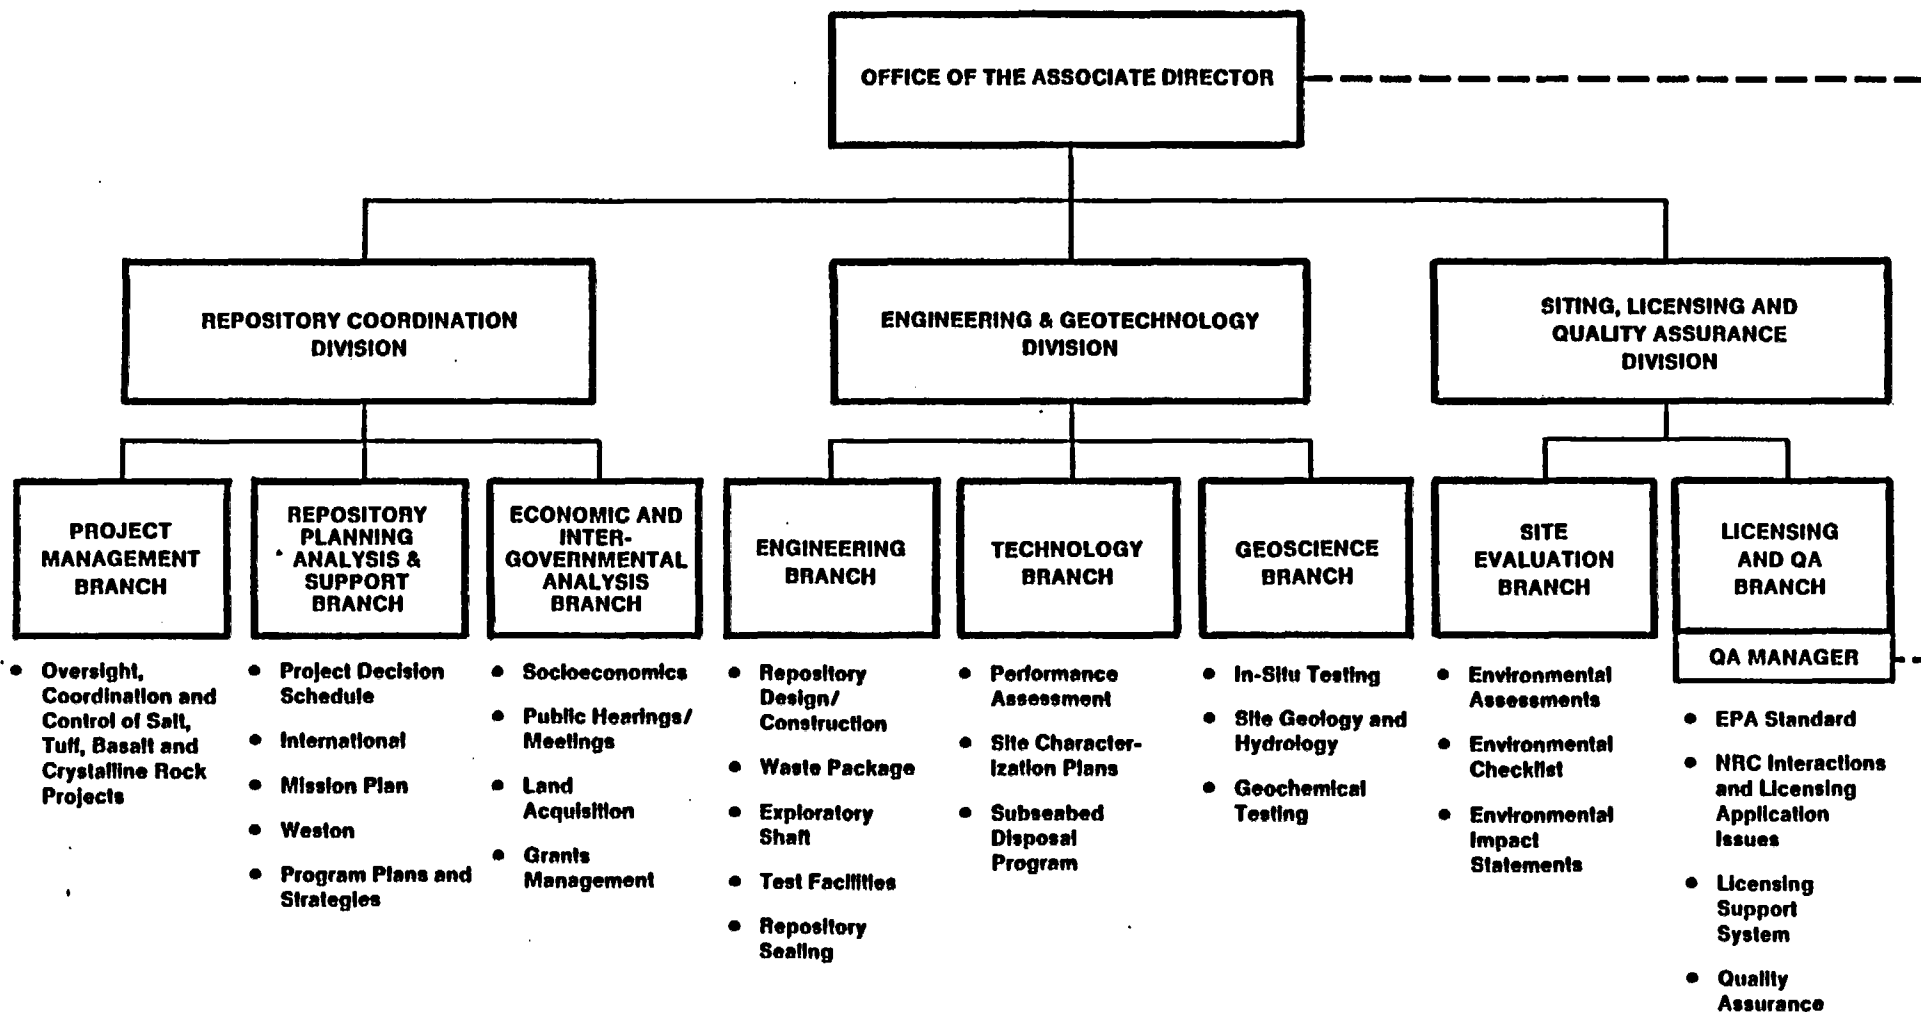 OFFICE OF THE ASSOCIATE DIRECTOR
REPOSITORY COORDINATION
DIVISION
ENGINEERING & GEOTECHNOLOGY
DIVISION
SITING, LICENSING AND
QUALITY ASSURANCE
DIVISION
PROJECT
MANAGEMENT
BRANCH
REPOSITORY
PLANNING
ANALYSIS &
SUPPORT
BRANCH
ECONOMIC AND
INTER-
GOVERNMENTAL
ANALYSIS
BRANCH
ENGINEERING
BRANCH
TECHNOLOGY
BRANCH
GEOSCIENCE
BRANCH
SITE
EVALUATION
BRANCH
LICENSING
AND QA
BRANCH
QA MANAGER
• Oversight,
Coordination and
Control of Salt,
Tuff, Basalt and
Crystalline Rock
Projects
• Project Decision
Schedule
• International
• Mission Plan
• Weston
• Program Plans and
Strategies
• Socioeconomics
• Public Hearings/
Meetings
• Land
Acquisition
• Grants
Management
• Repository
Design/
Construction
• Waste Package
• Exploratory
Shaft
• Test Facilities
• Repository
Sealing
• Performance
Assessment
• Site Character-
ization Plans
• Subseabed
Disposal
Program
• In-Situ Testing
• Site Geology and
Hydrology
• Geochemical
Testing
• Environmental
Assessments
• Environmental
Checklist
• Environmental
Impact
Statements
• EPA Standard
• NRC Interactions
and Licensing
Application
Issues
• Licensing
Support
System
• Quality
Assurance